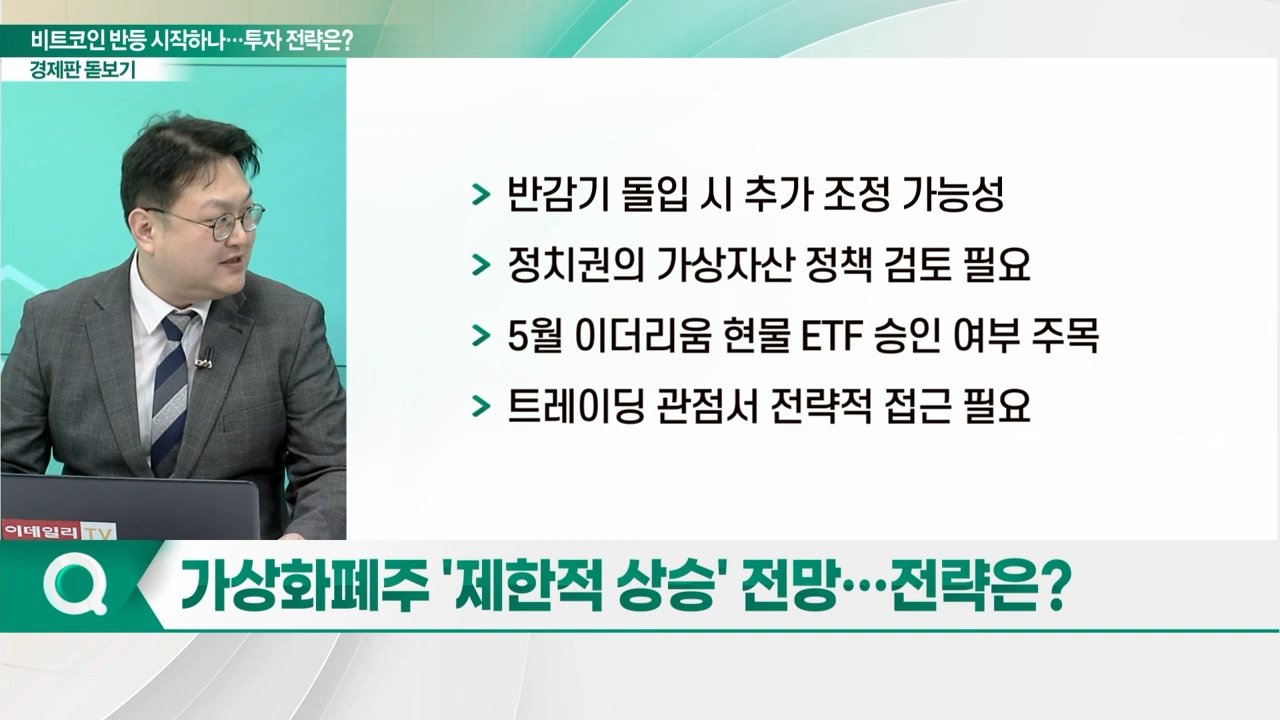 비트코인 반등 시작하나…투자 전략은?
경제판 돋보기
> 반감기 돌입 시 추가 조정 가능성
> 정치권의 가상자산 정책 검토 필요
> 5월 이더리움 현물 ETF 승인 여부 주목
> 트레이딩 관점서 전략적 접근 필요
이데일리 TV
Q 가상화폐주 '제한적 상승' 전망…전략은?